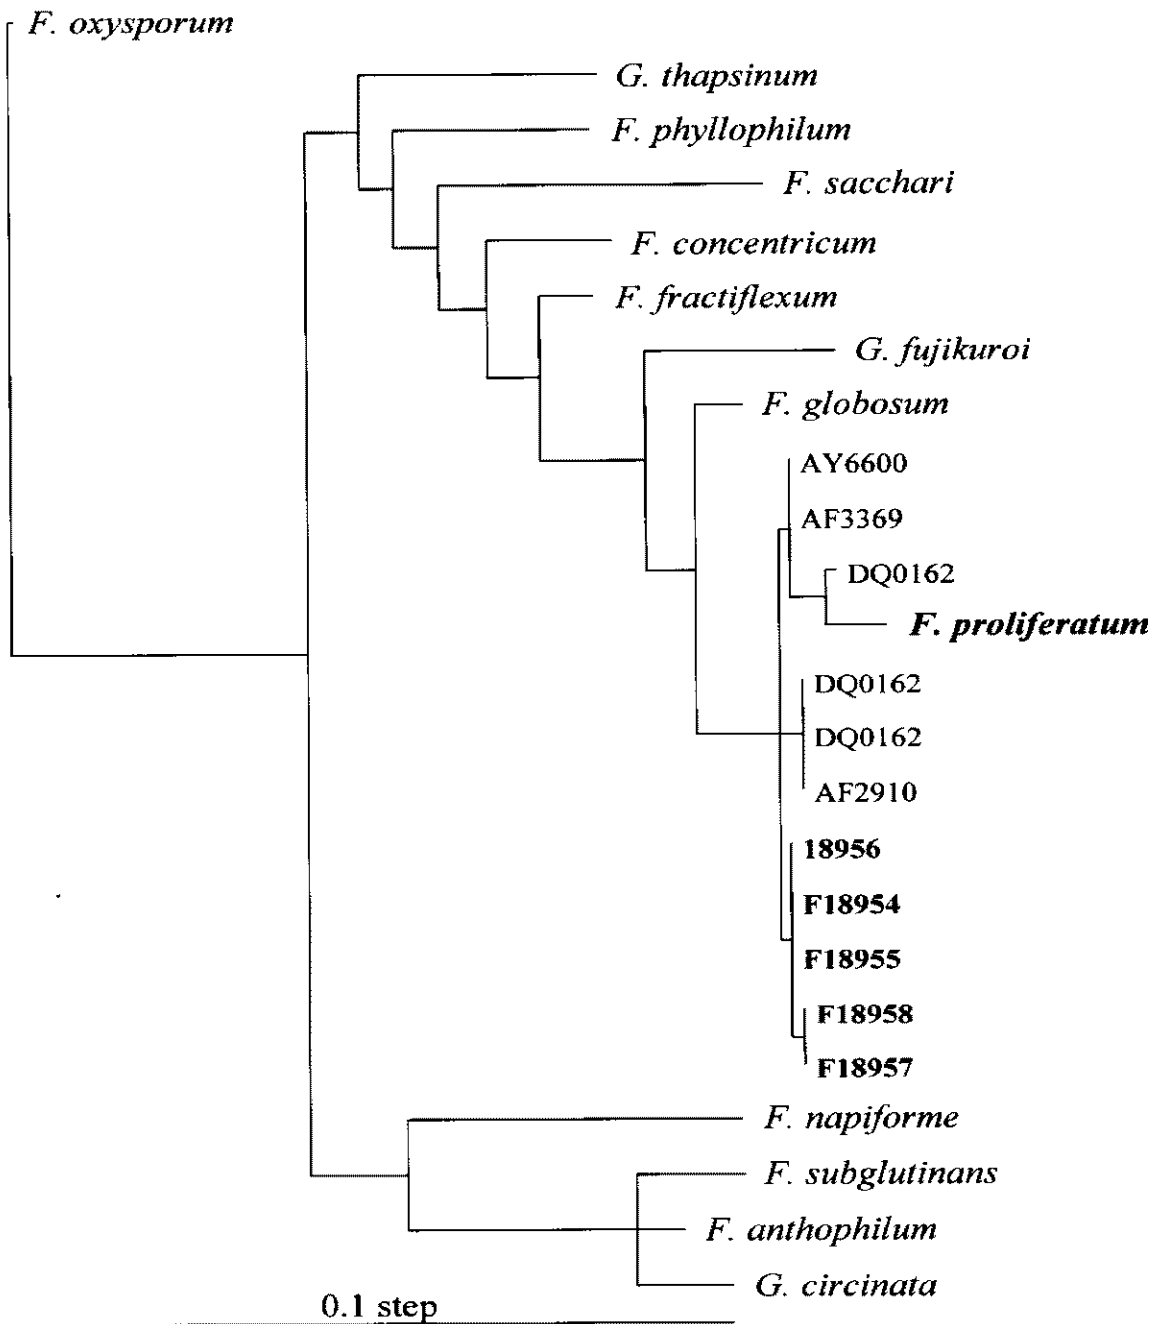 F. oxysporum
G. thapsinum
F. phyllophilum
F. sacchari
F. concentricum
F. fractiflexum
G. fujikuroi
F. globosum
AY6600
AF3369
DQ0162
F. proliferatum
DQ0162
DQ0162
AF2910
18956
F18954
F18955
F18958
F18957
F. napiforme
F. subglutinans
F. anthophilum
G. circinata
0.1 step